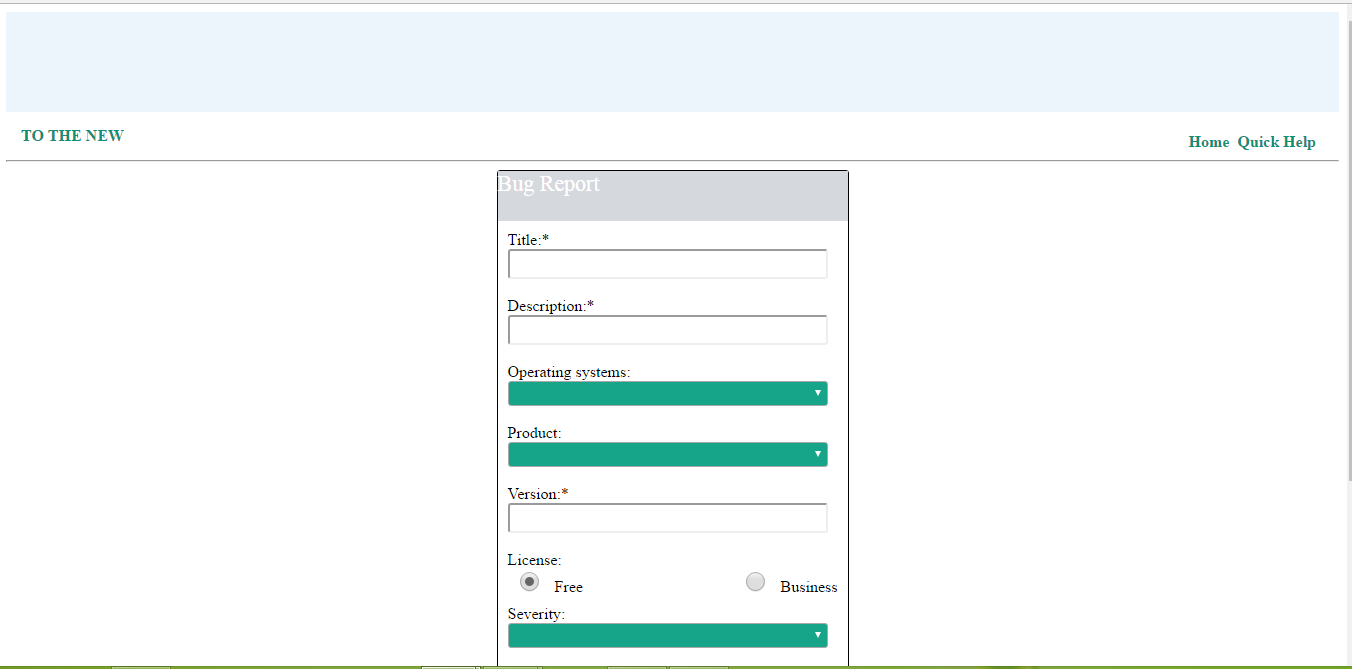 TO THE NEW
Home Quick Help
Bug Report
Title:*
Description:*
Operating systems:
Product:
Version:*
License:
Free Business
Severity: